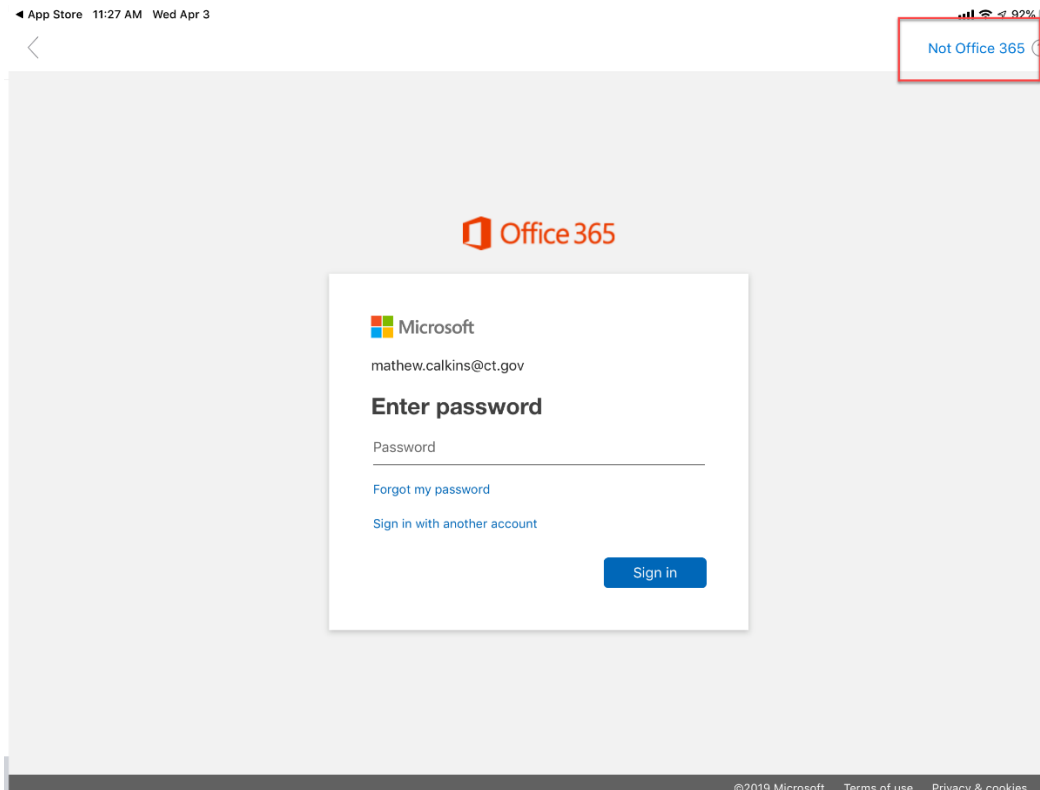 App Store 11:27 AM Wed Apr 3 92%
Not Office 365
Office 365
Microsoft
mathew.calkins@ct.gov
Enter password
Password
Forgot my password
Sign in with another account
Sign in
©2019 Microsoft Terms of use Privacy & cookies